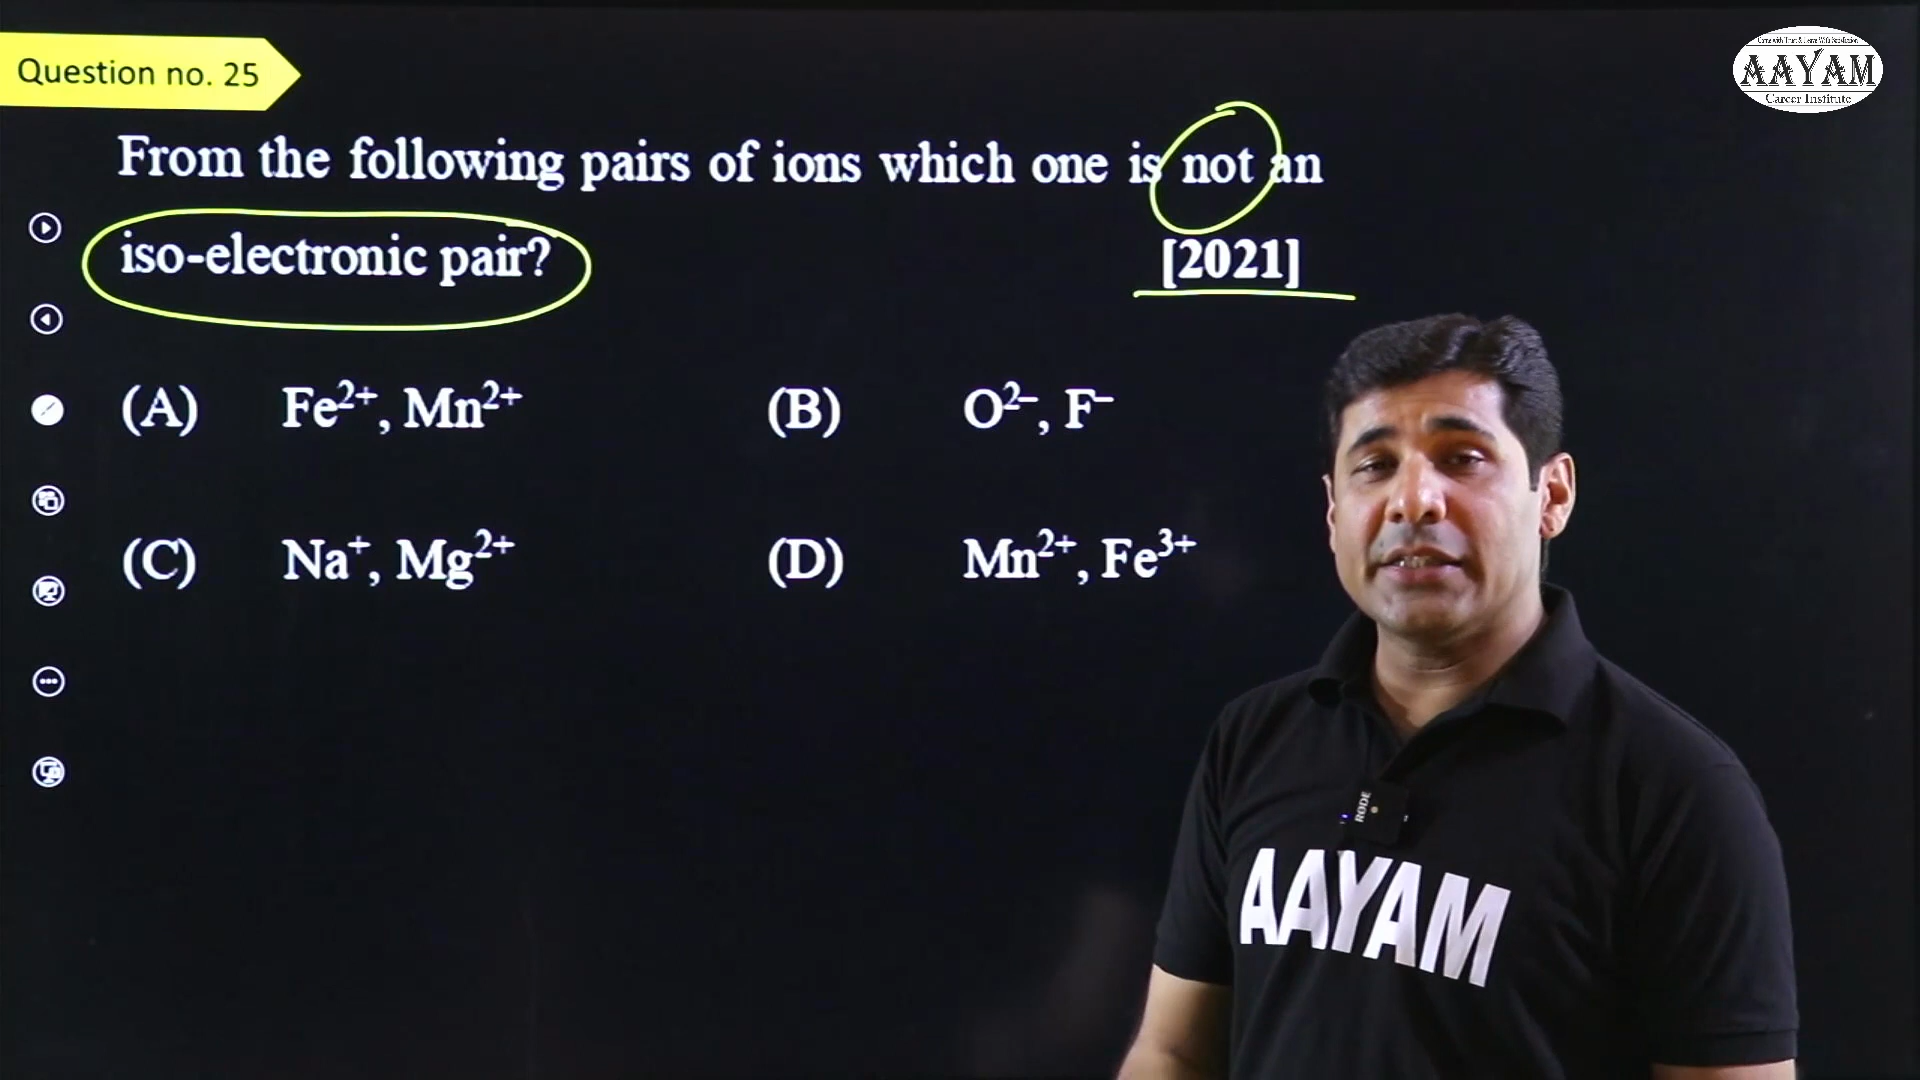 Question no. 25
AAYAM
Career Institute
From the following pairs of ions which one is not an
iso-electronic pair?
[2021]
(A) Fe²⁺, Mn²⁺
(B) O²⁻, F⁻
(C) Na⁺, Mg²⁺
(D) Mn²⁺, Fe³⁺
RODE
AAYAM